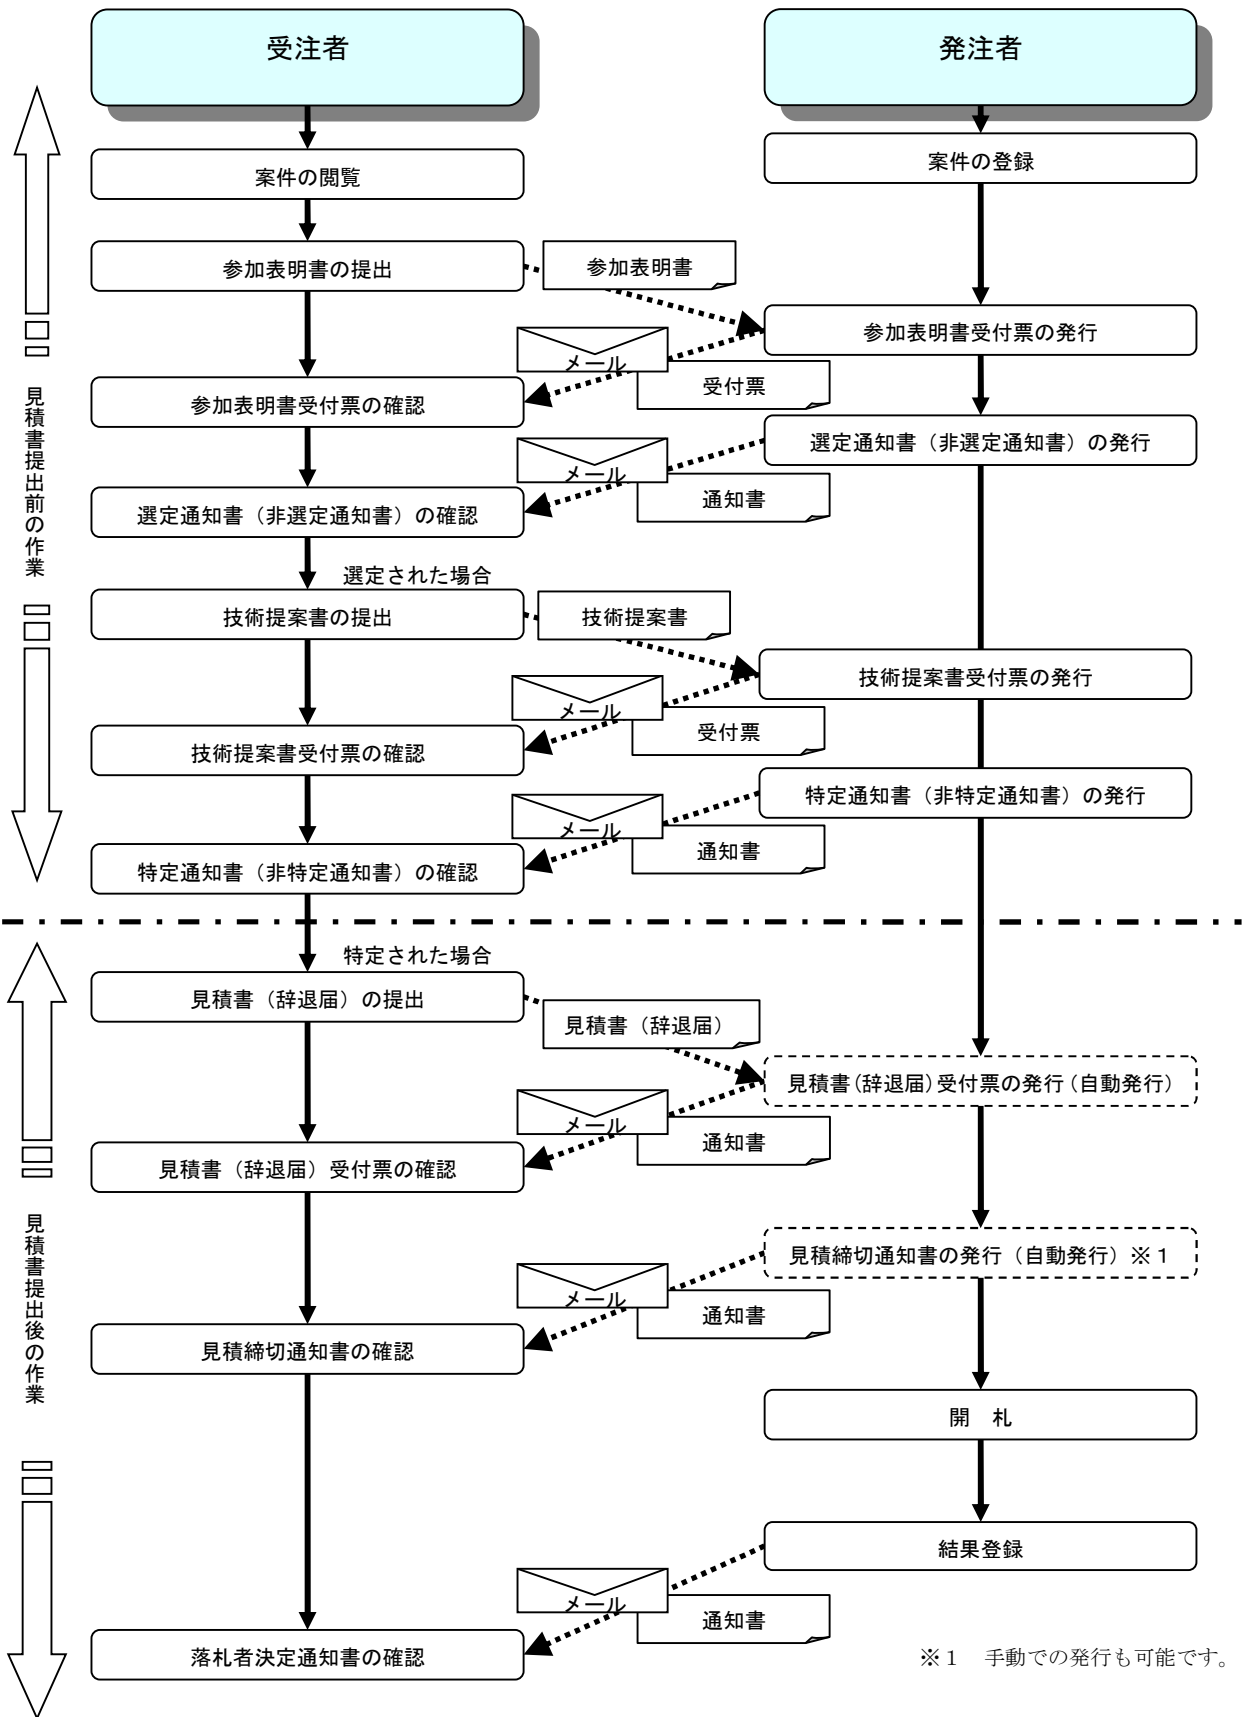 受注者
発注者
案件の閲覧
案件の登録
参加表明書の提出
参加表明書
参加表明書受付票の発行
メール
受付票
参加表明書受付票の確認
選定通知書（非選定通知書）の発行
メール
通知書
選定通知書（非選定通知書）の確認
選定された場合
技術提案書の提出
技術提案書
技術提案書受付票の発行
メール
受付票
技術提案書受付票の確認
特定通知書（非特定通知書）の発行
メール
通知書
特定通知書（非特定通知書）の確認
見積書提出前の作業
特定された場合
見積書（辞退届）の提出
見積書（辞退届）
見積書（辞退届）受付票の発行（自動発行）
メール
通知書
見積書（辞退届）受付票の確認
見積締切通知書の発行（自動発行）※１
メール
通知書
見積締切通知書の確認
開　札
結果登録
メール
通知書
落札者決定通知書の確認
見積書提出後の作業
※１　手動での発行も可能です。